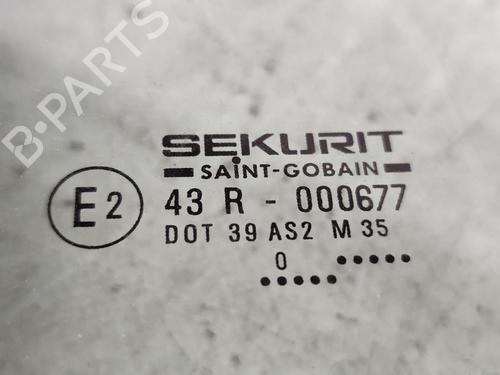 B-PARTS
SEKURIT
SAINT-GOBAIN
E2 43 R - 000677
DOT 39 AS2 M 35
0 .....
.....